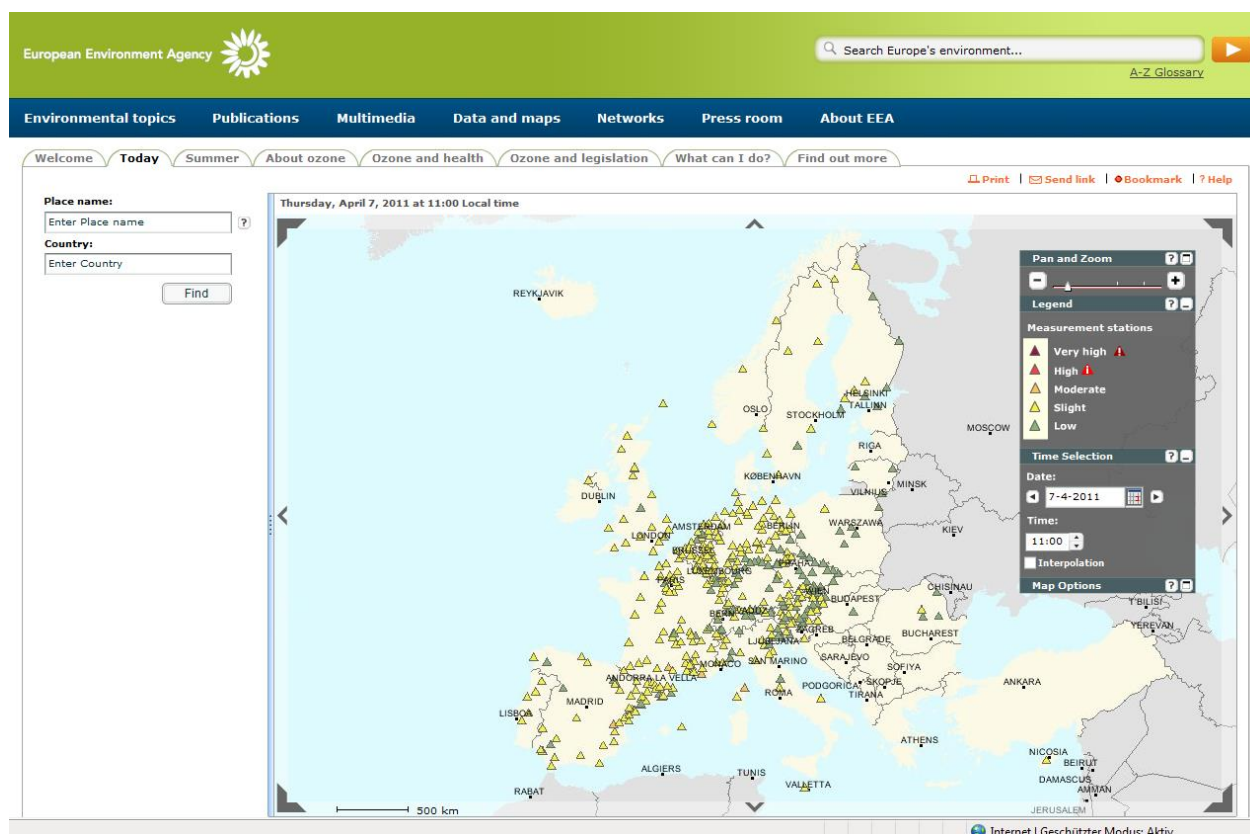 European Environment Agency
Search Europe's environment...
A-Z Glossary
Environmental topics Publications Multimedia Data and maps Networks Press room About EEA
Welcome Today Summer About ozone Ozone and health Ozone and legislation What can I do? Find out more
Print Send link Bookmark ? Help
Place name:
Enter Place name ?
Country:
Enter Country
Find
Thursday, April 7, 2011 at 11:00 Local time
Pan and Zoom ?
Legend ?
Measurement stations
Very high
High
Moderate
Slight
Low
Time Selection ?
Date:
7-4-2011
Time:
11:00
Interpolation
Map Options ?
REYKJAVIK
HELSINKI
OSLO
STOCKHOLM
TALLINN
MOSCOW
RIGA
KØBENHAVN
VILNIUS
MINSK
DUBLIN
AMSTERDAM
BERLIN
WARSZAWA
KIEV
LONDON
BRUSSEL
LUXEMBOURG
PRAHA
PARIS
WIEN
BUDAPEST
CHISINAU
BERN
VADUZ
T'BILISI
LJUBLJANA
ZAGREB
BELGRADE
BUCHAREST
YEREVAN
MONACO
SAN MARINO
SARAJEVO
SOFIYA
ANDORRA LA VELLA
PODGORICA
SKOPJE
ANKARA
MADRID
ROMA
TIRANA
LISBOA
ATHENS
NICOSIA
BEIRUT
ALGIERS
TUNIS
VALLETTA
DAMASCUS
AMMAN
RABAT
JERUSALEM
500 km
Internet | Geschützter Modus: Aktiv